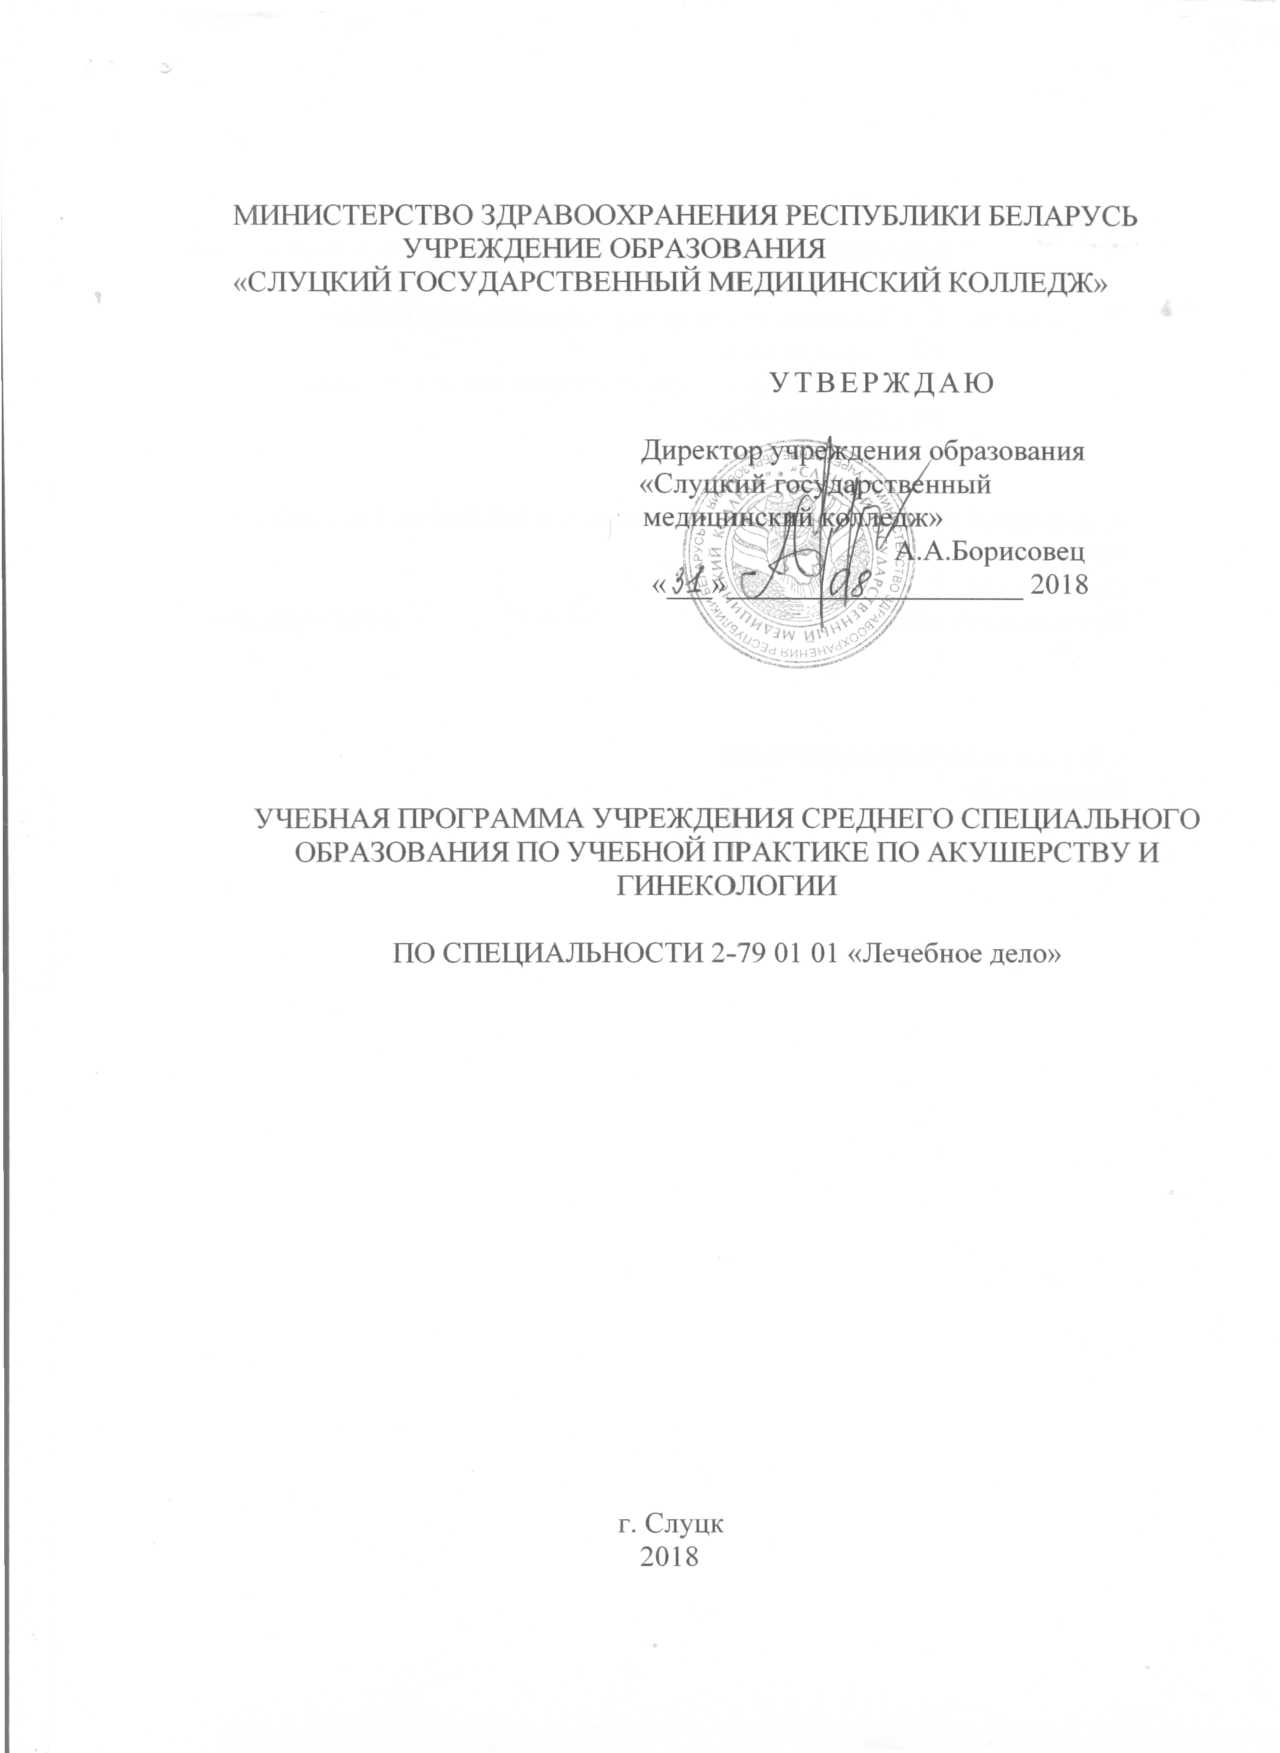 МИНИСТЕРСТВО ЗДРАВООХРАНЕНИЯ РЕСПУБЛИКИ БЕЛАРУСЬ
УЧРЕЖДЕНИЕ ОБРАЗОВАНИЯ
«СЛУЦКИЙ ГОСУДАРСТВЕННЫЙ МЕДИЦИНСКИЙ КОЛЛЕДЖ»
УТВЕРЖДАЮ
Директор учреждения образования
«Слуцкий государственный
медицинский колледж»
А.А.Борисовец
«31» 08 2018
УЧЕБНАЯ ПРОГРАММА УЧРЕЖДЕНИЯ СРЕДНЕГО СПЕЦИАЛЬНОГО
ОБРАЗОВАНИЯ ПО УЧЕБНОЙ ПРАКТИКЕ ПО АКУШЕРСТВУ И
ГИНЕКОЛОГИИ
ПО СПЕЦИАЛЬНОСТИ 2-79 01 01 «Лечебное дело»
г. Слуцк
2018